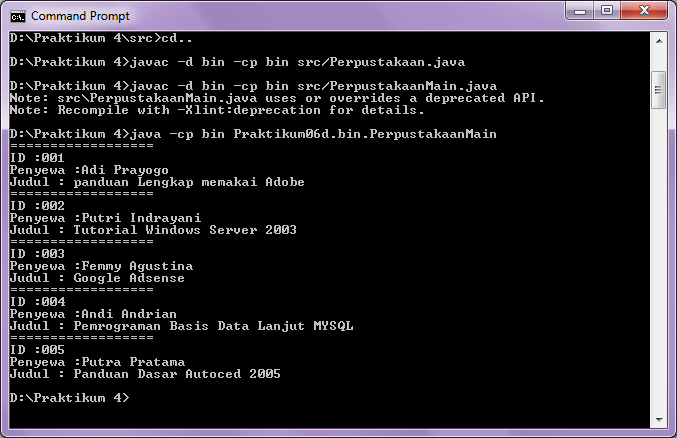 Command Prompt
D:\Praktikum 4\src>cd..
D:\Praktikum 4>javac -d bin -cp bin src/Perpustakaan.java
D:\Praktikum 4>javac -d bin -cp bin src/PerpustakaanMain.java
Note: src\PerpustakaanMain.java uses or overrides a deprecated API.
Note: Recompile with -Xlint:deprecation for details.
D:\Praktikum 4>java -cp bin Praktikum06d.bin.PerpustakaanMain
==================
ID :001
Penyewa :Adi Prayogo
Judul : panduan Lengkap memakai Adobe
==================
ID :002
Penyewa :Putri Indrayani
Judul : Tutorial Windows Server 2003
==================
ID :003
Penyewa :Femmy Agustina
Judul : Google Adsense
==================
ID :004
Penyewa :Andi Andrian
Judul : Pemrograman Basis Data Lanjut MYSQL
==================
ID :005
Penyewa :Putra Pratama
Judul : Panduan Dasar Autoced 2005
D:\Praktikum 4>